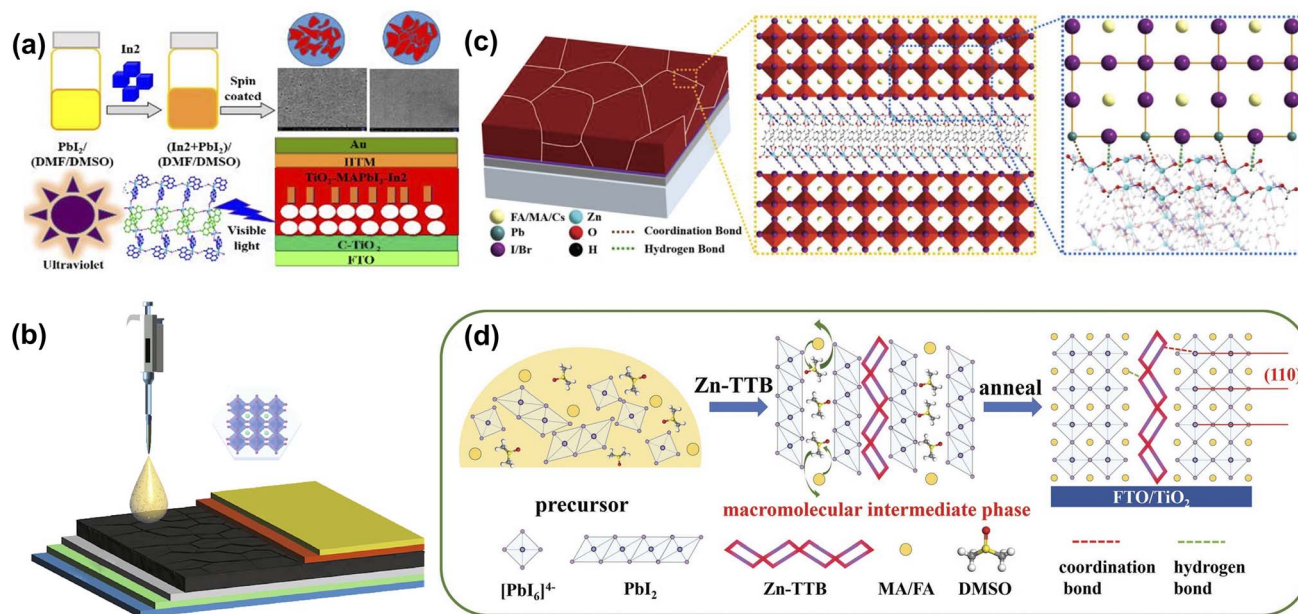 (a)
In2
Spin
coated
PbI₂/
(DMF/DMSO)
(In2+PbI₂)/
(DMF/DMSO)
Ultraviolet
Visible
light
Au
HTM
TiO₂-MAPbI₃-In2
C-TiO₂
FTO
(c)
FA/MA/Cs
Zn
Pb
O
Coordination Bond
I/Br
H
Hydrogen Bond
(b)
(d)
Zn-TTB
anneal
(110)
FTO/TiO₂
precursor
macromolecular intermediate phase
[PbI₆]⁴⁻
PbI₂
Zn-TTB
MA/FA
DMSO
coordination
bond
hydrogen
bond